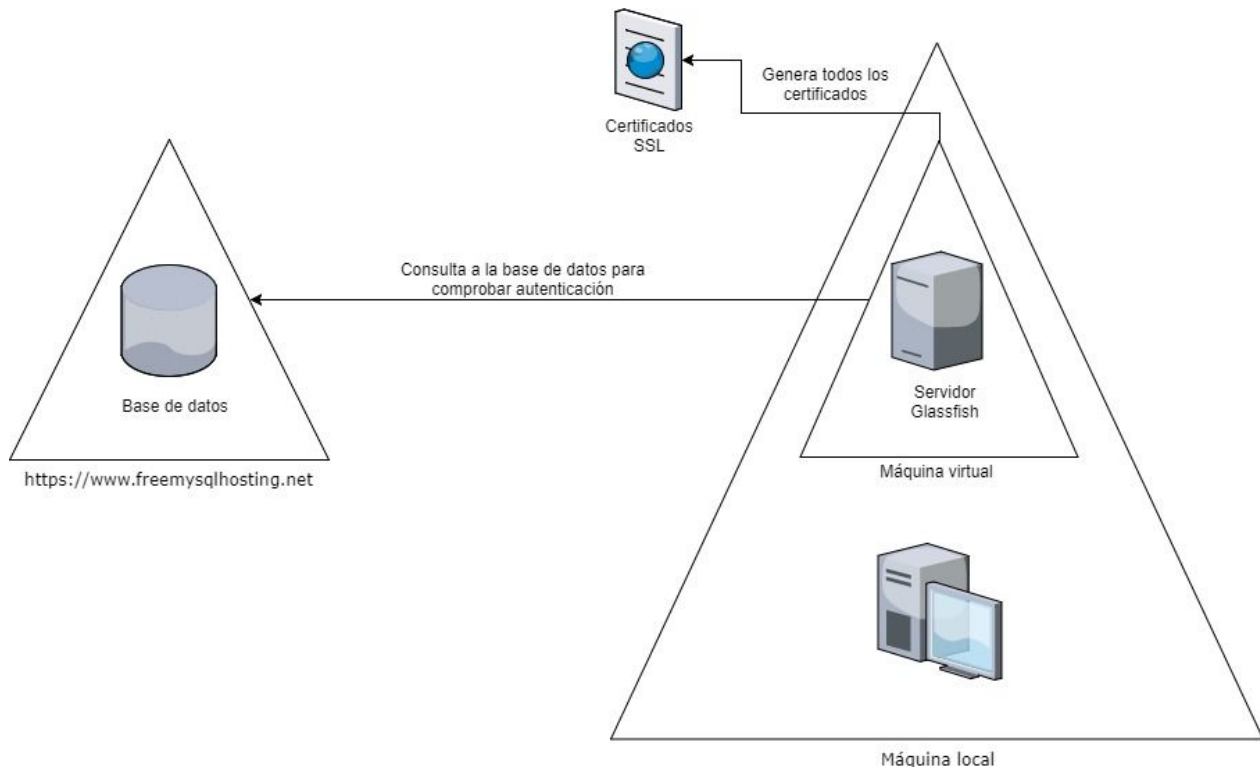 Genera todos los
certificados
Certificados
SSL
Consulta a la base de datos para
comprobar autenticación
Base de datos
https://www.freemysqlhosting.net
Servidor
Glassfish
Máquina virtual
Máquina local